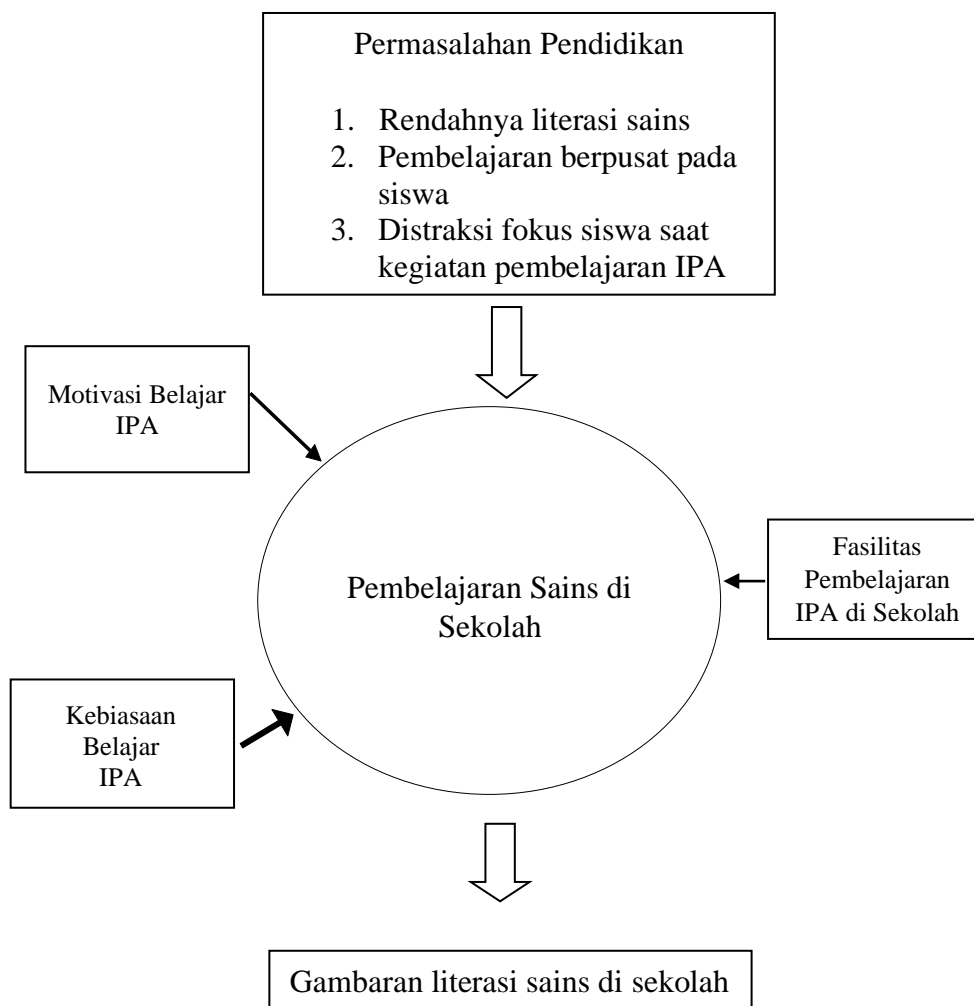 Permasalahan Pendidikan
1. Rendahnya literasi sains
2. Pembelajaran berpusat pada
siswa
3. Distraksi fokus siswa saat
kegiatan pembelajaran IPA
Motivasi Belajar
IPA
Fasilitas
Pembelajaran
IPA di Sekolah
Pembelajaran Sains di
Sekolah
Kebiasaan
Belajar
IPA
Gambaran literasi sains di sekolah